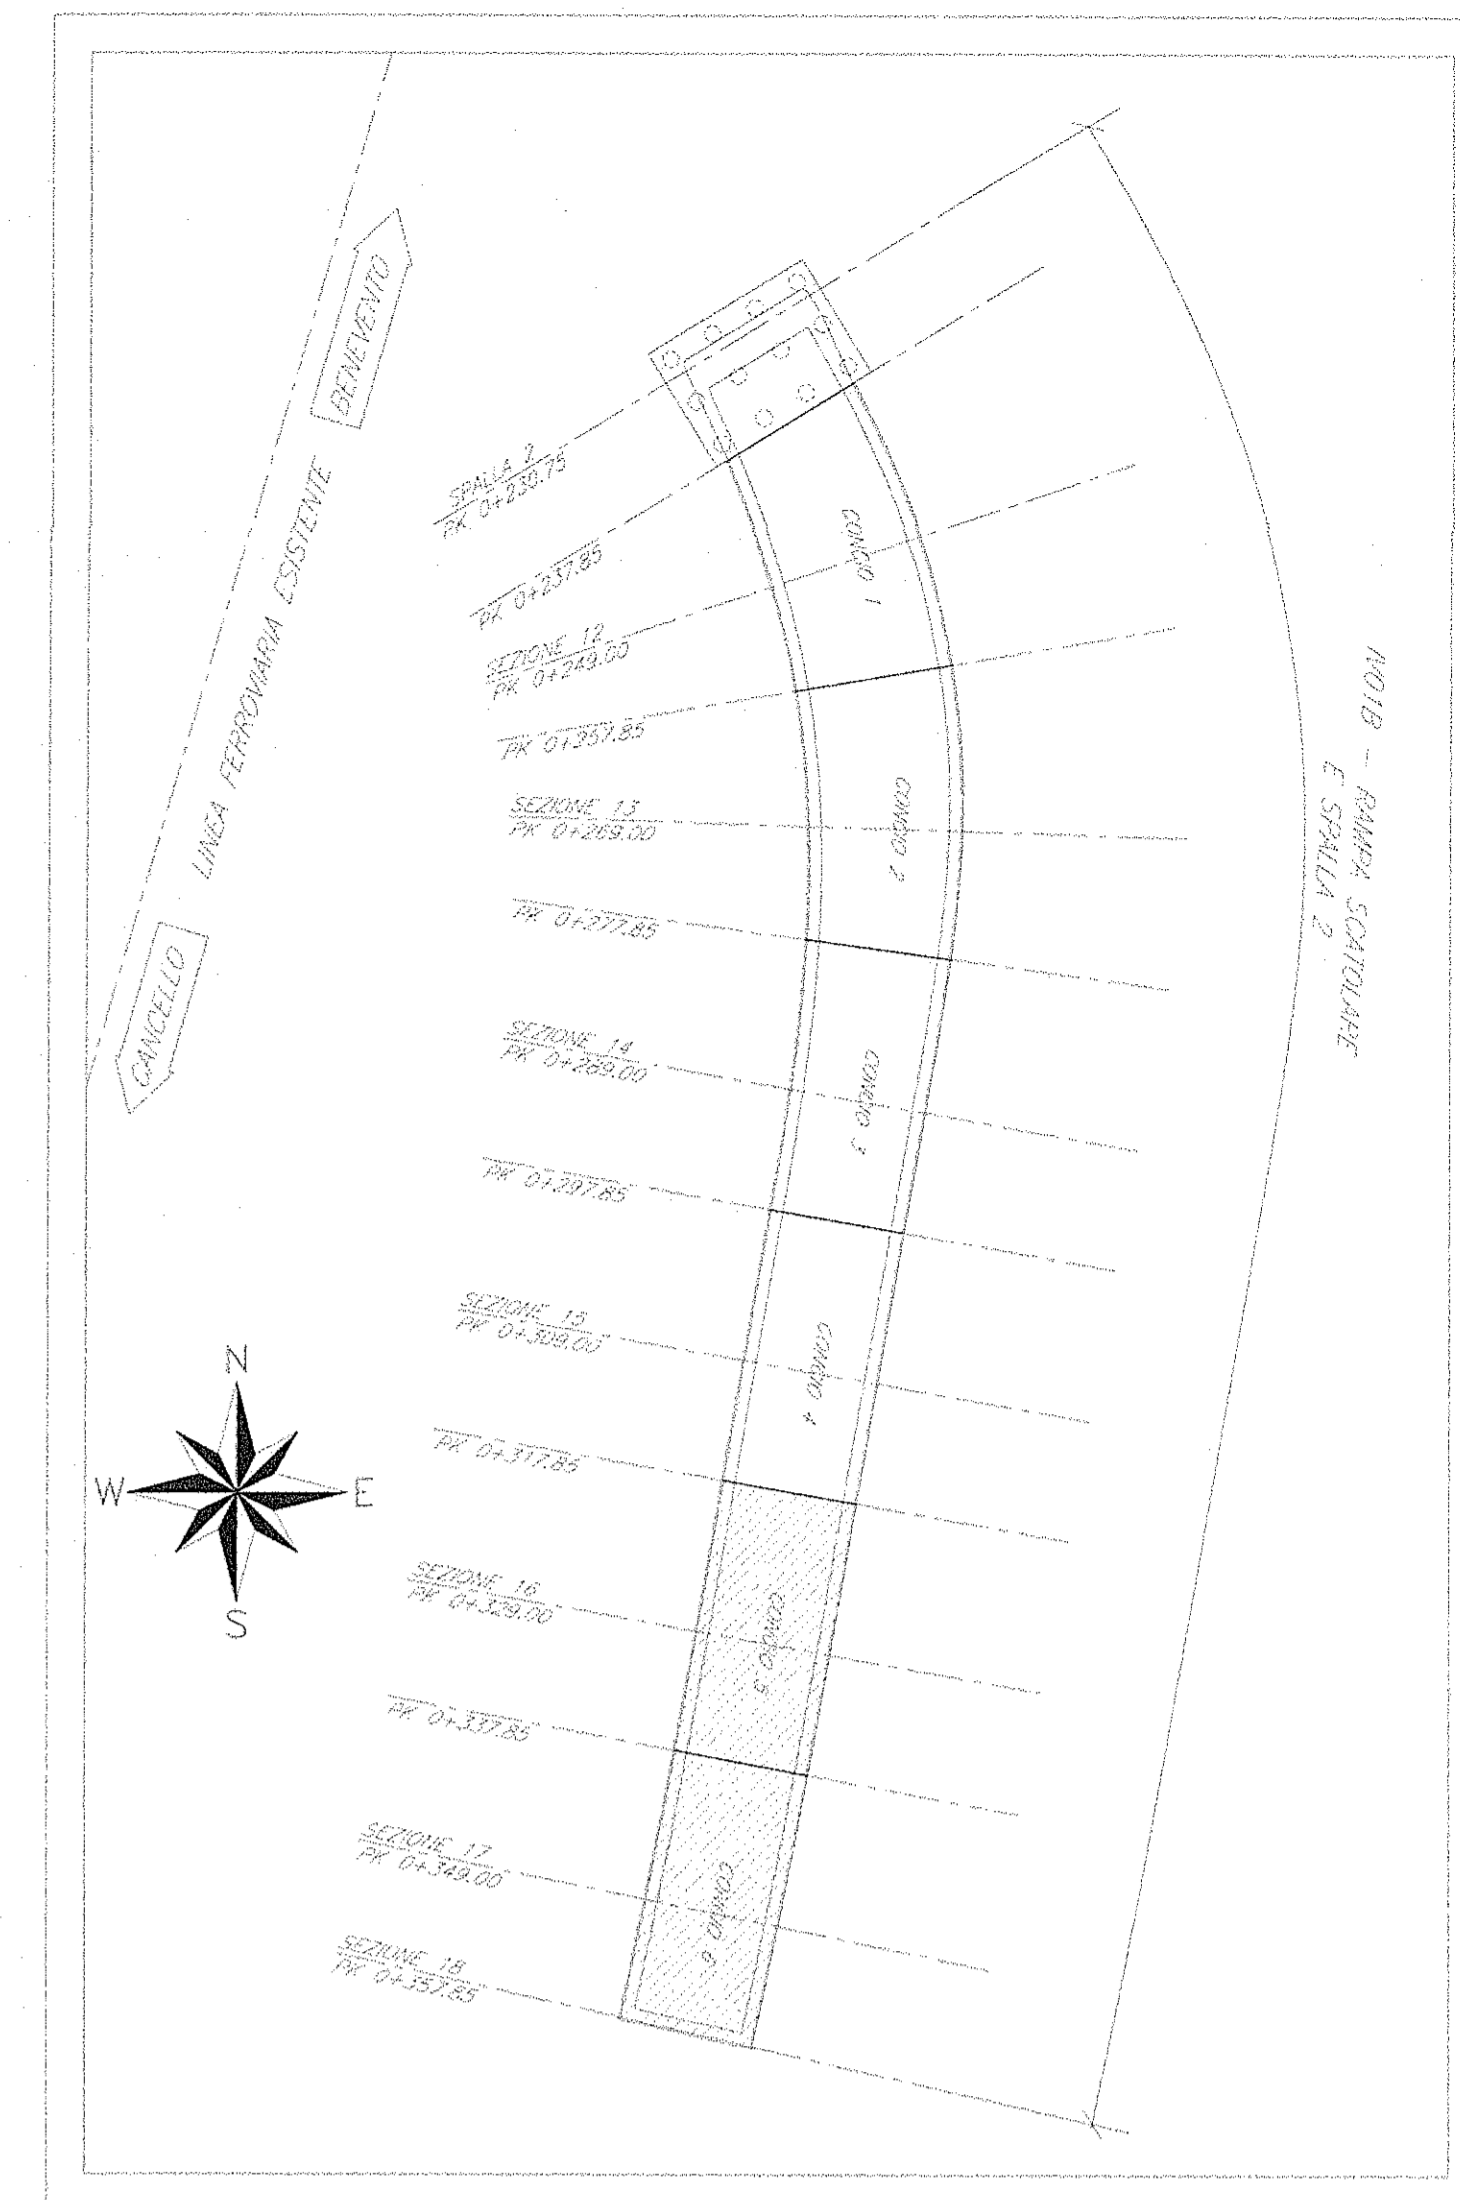 BENEVENTO
LINEA FERROVIARIA ESISTENTE
CANCELLO
SPALLA 2
PK 0+230.75
PK 0+237.85
SEZIONE 12
PK 0+249.00
PK 0+257.85
SEZIONE 13
PK 0+269.00
PK 0+277.85
SEZIONE 14
PK 0+289.00
PK 0+297.85
SEZIONE 15
PK 0+309.00
PK 0+317.85
SEZIONE 16
PK 0+329.00
PK 0+337.85
SEZIONE 17
PK 0+349.00
SEZIONE 18
PK 0+357.85
CONCIO 1
CONCIO 2
CONCIO 3
CONCIO 4
CONCIO 5
CONCIO 6
RAMPA SCATOLARE
E SPALLA 2
N
W
E
S